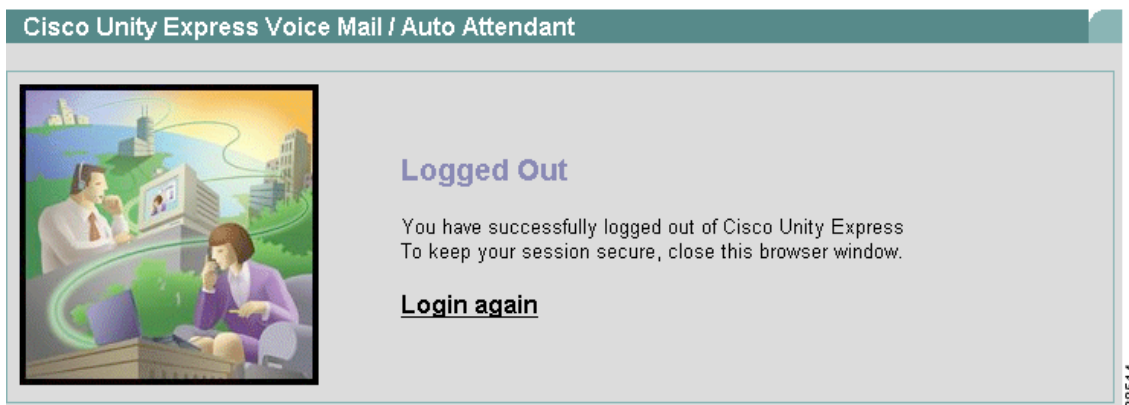 Cisco Unity Express Voice Mail / Auto Attendant
Logged Out
You have successfully logged out of Cisco Unity Express
To keep your session secure, close this browser window.
Login again